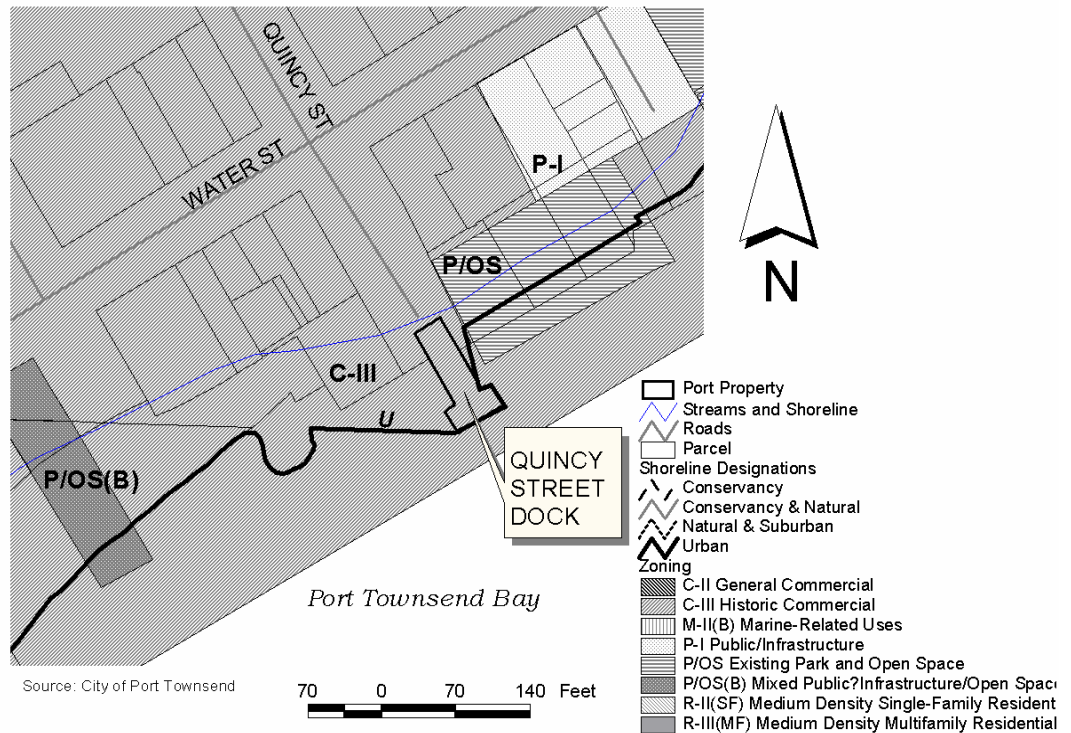 QUINCY ST
WATER ST
P-I
P/OS
C-III
U
P/OS(B)
QUINCY
STREET
DOCK
Port Townsend Bay
N
Port Property
Streams and Shoreline
Roads
Parcel
Shoreline Designations
Conservancy
Conservancy & Natural
Natural & Suburban
Urban
Zoning
C-II General Commercial
C-III Historic Commercial
M-II(B) Marine-Related Uses
P-I Public/Infrastructure
P/OS Existing Park and Open Space
P/OS(B) Mixed Public?Infrastructure/Open Spac
R-II(SF) Medium Density Single-Family Resident
R-III(MF) Medium Density Multifamily Residential
Source: City of Port Townsend
70 0 70 140 Feet